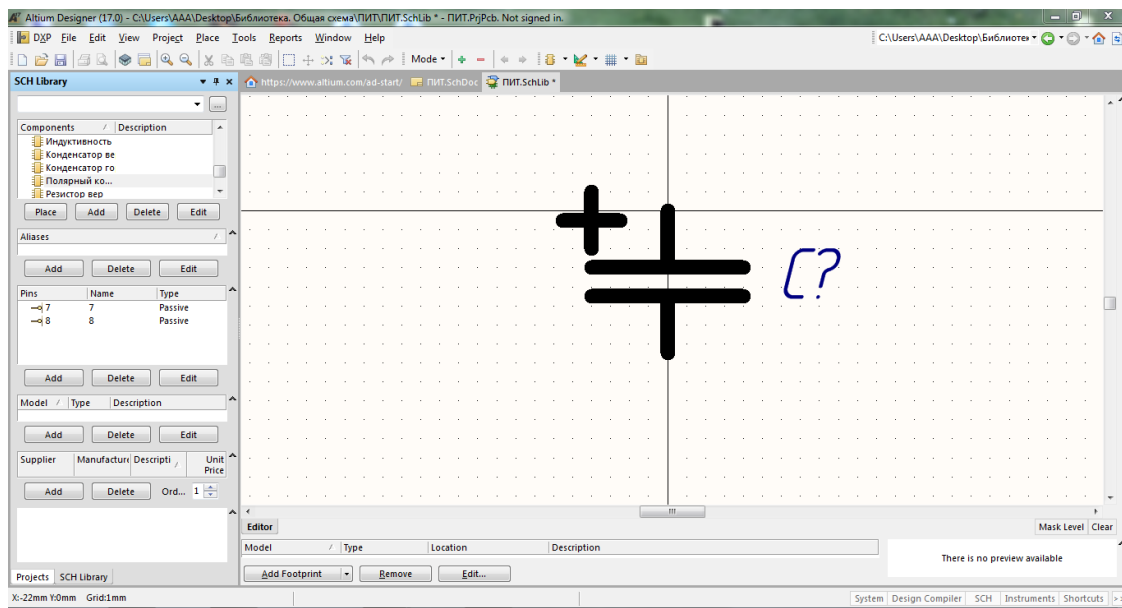 Altium Designer (17.0) - C:\Users\AAA\Desktop\Библиотека. Общая схема\ПИТ\ПИТ.SchLib * - ПИТ.PrjPcb. Not signed in.
DXP File Edit View Project Place Tools Reports Window Help C:\Users\AAA\Desktop\Библиотек
Mode
SCH Library https://www.altium.com/ad-start/ ПИТ.SchDoc ПИТ.SchLib *
...
Components / Description
Индуктивность
Конденсатор ве
Конденсатор го
Полярный ко...
Резистор вер
Place Add Delete Edit
Aliases /
Add Delete Edit
Pins Name Type
7 7 Passive
8 8 Passive
Add Delete Edit
Model / Type Description
Add Delete Edit
Supplier Manufacture Descripti / Unit Price
Add Delete Ord... 1
C?
Editor Mask Level Clear
Model / Type Location Description
There is no preview available
Add Footprint Remove Edit...
Projects SCH Library
X:-22mm Y:0mm Grid:1mm System Design Compiler SCH Instruments Shortcuts >>